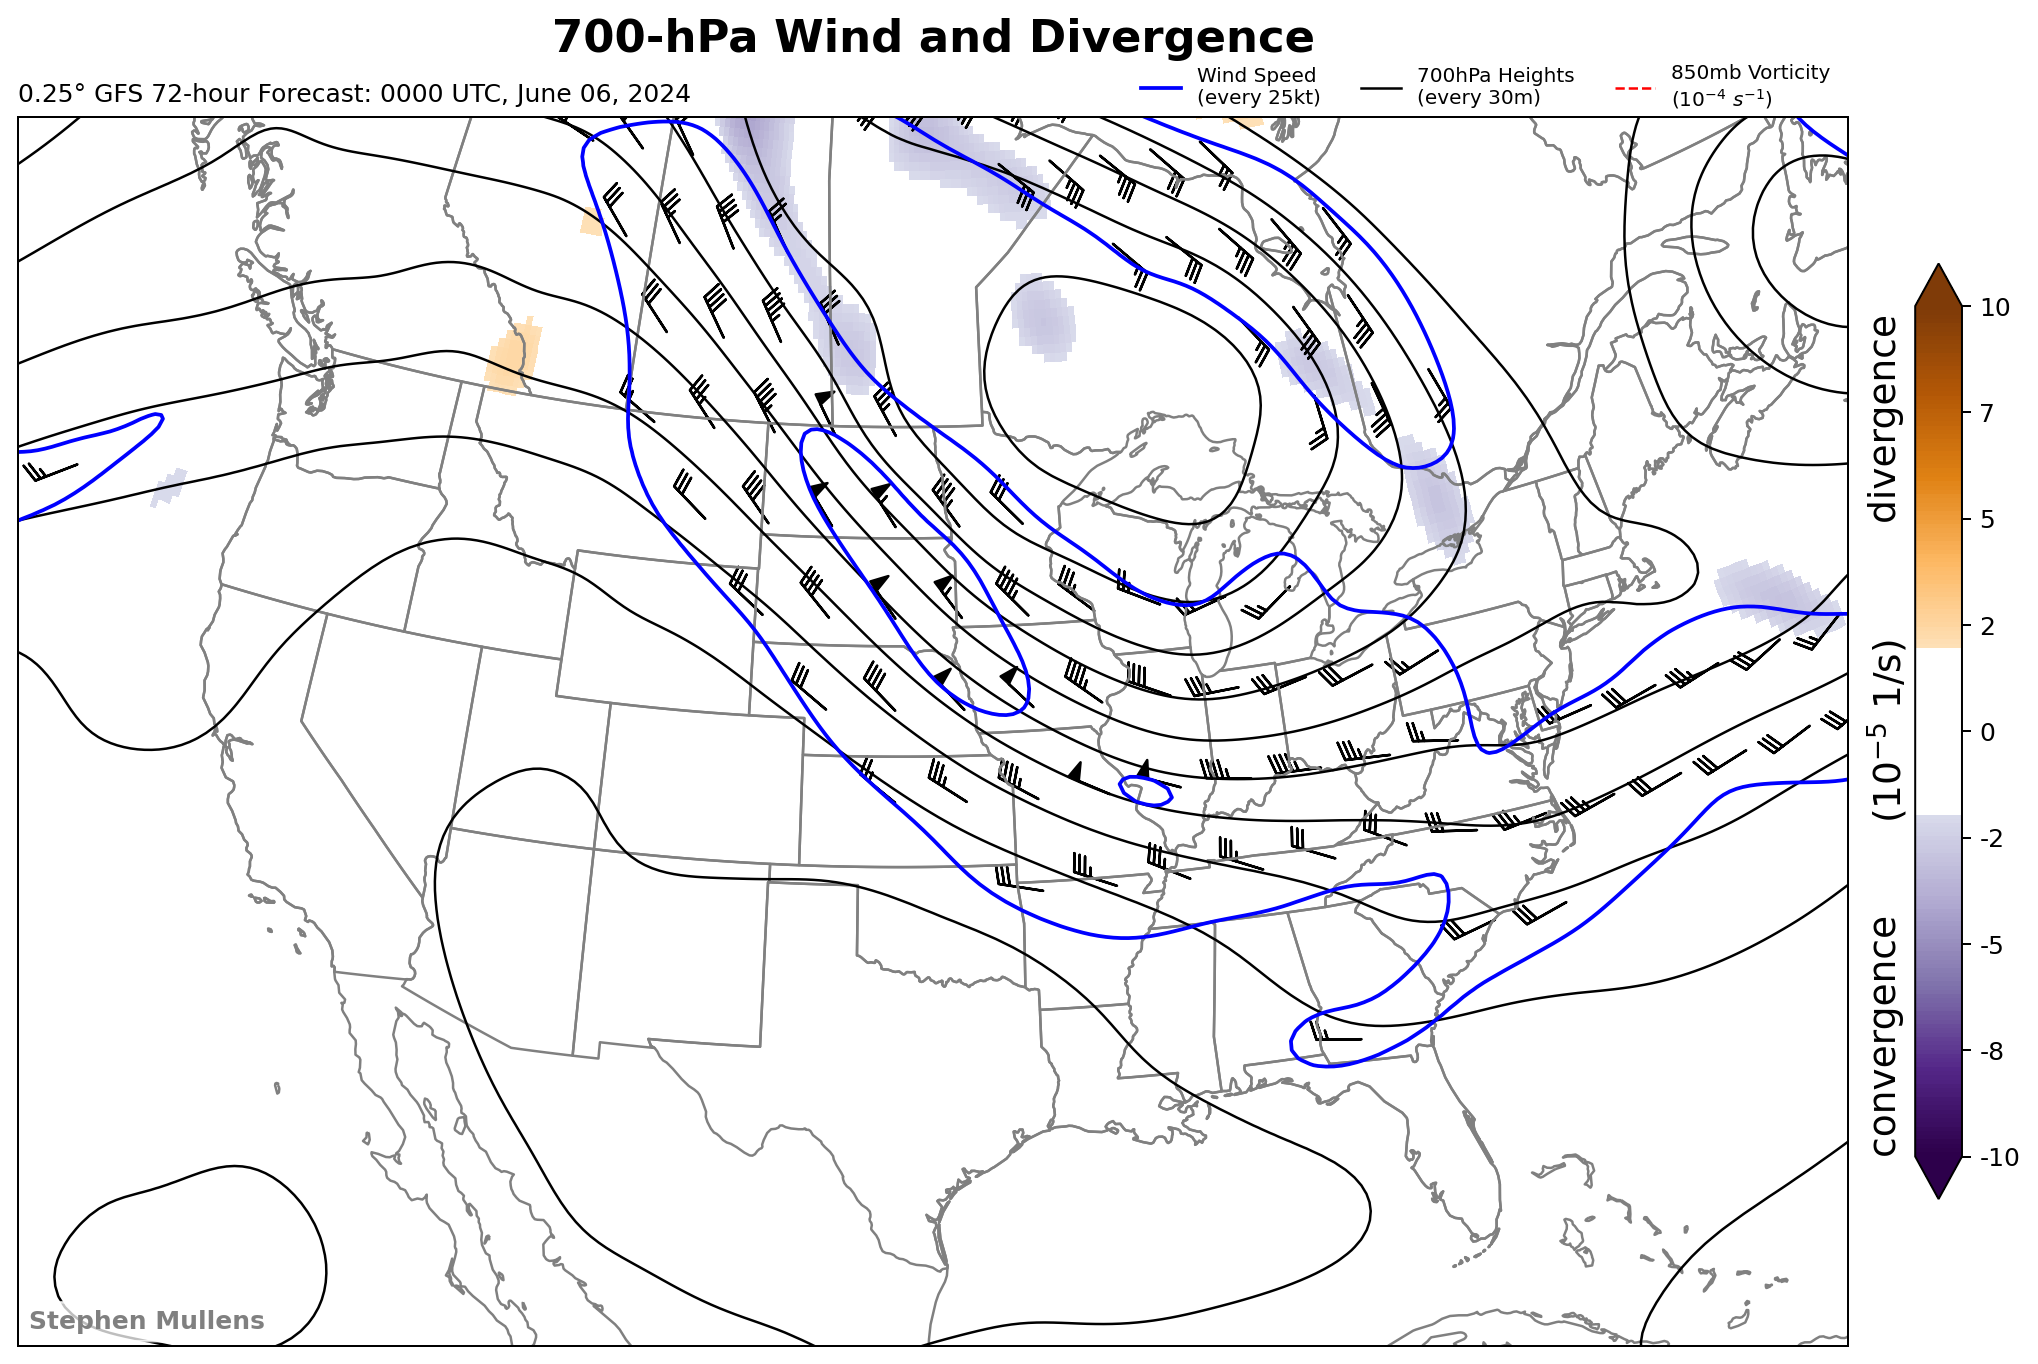 700-hPa Wind and Divergence
0.25° GFS 72-hour Forecast: 0000 UTC, June 06, 2024
Wind Speed
(every 25kt)
700hPa Heights
(every 30m)
850mb Vorticity
(10⁻⁴ s⁻¹)
10
7
5
2
0
-2
-5
-8
-10
convergence (10⁻⁵ 1/s) divergence
Stephen Mullens